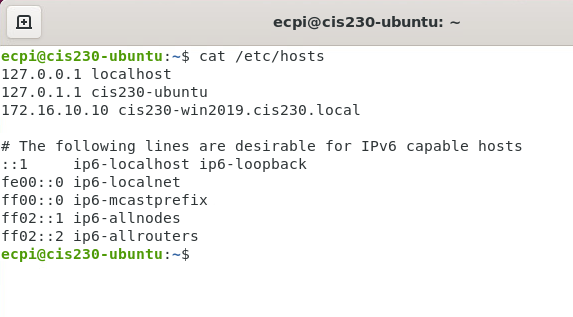 ecpi@cis230-ubuntu: ~
ecpi@cis230-ubuntu:~$ cat /etc/hosts
127.0.0.1 localhost
127.0.1.1 cis230-ubuntu
172.16.10.10 cis230-win2019.cis230.local

# The following lines are desirable for IPv6 capable hosts
::1     ip6-localhost ip6-loopback
fe00::0 ip6-localnet
ff00::0 ip6-mcastprefix
ff02::1 ip6-allnodes
ff02::2 ip6-allrouters
ecpi@cis230-ubuntu:~$